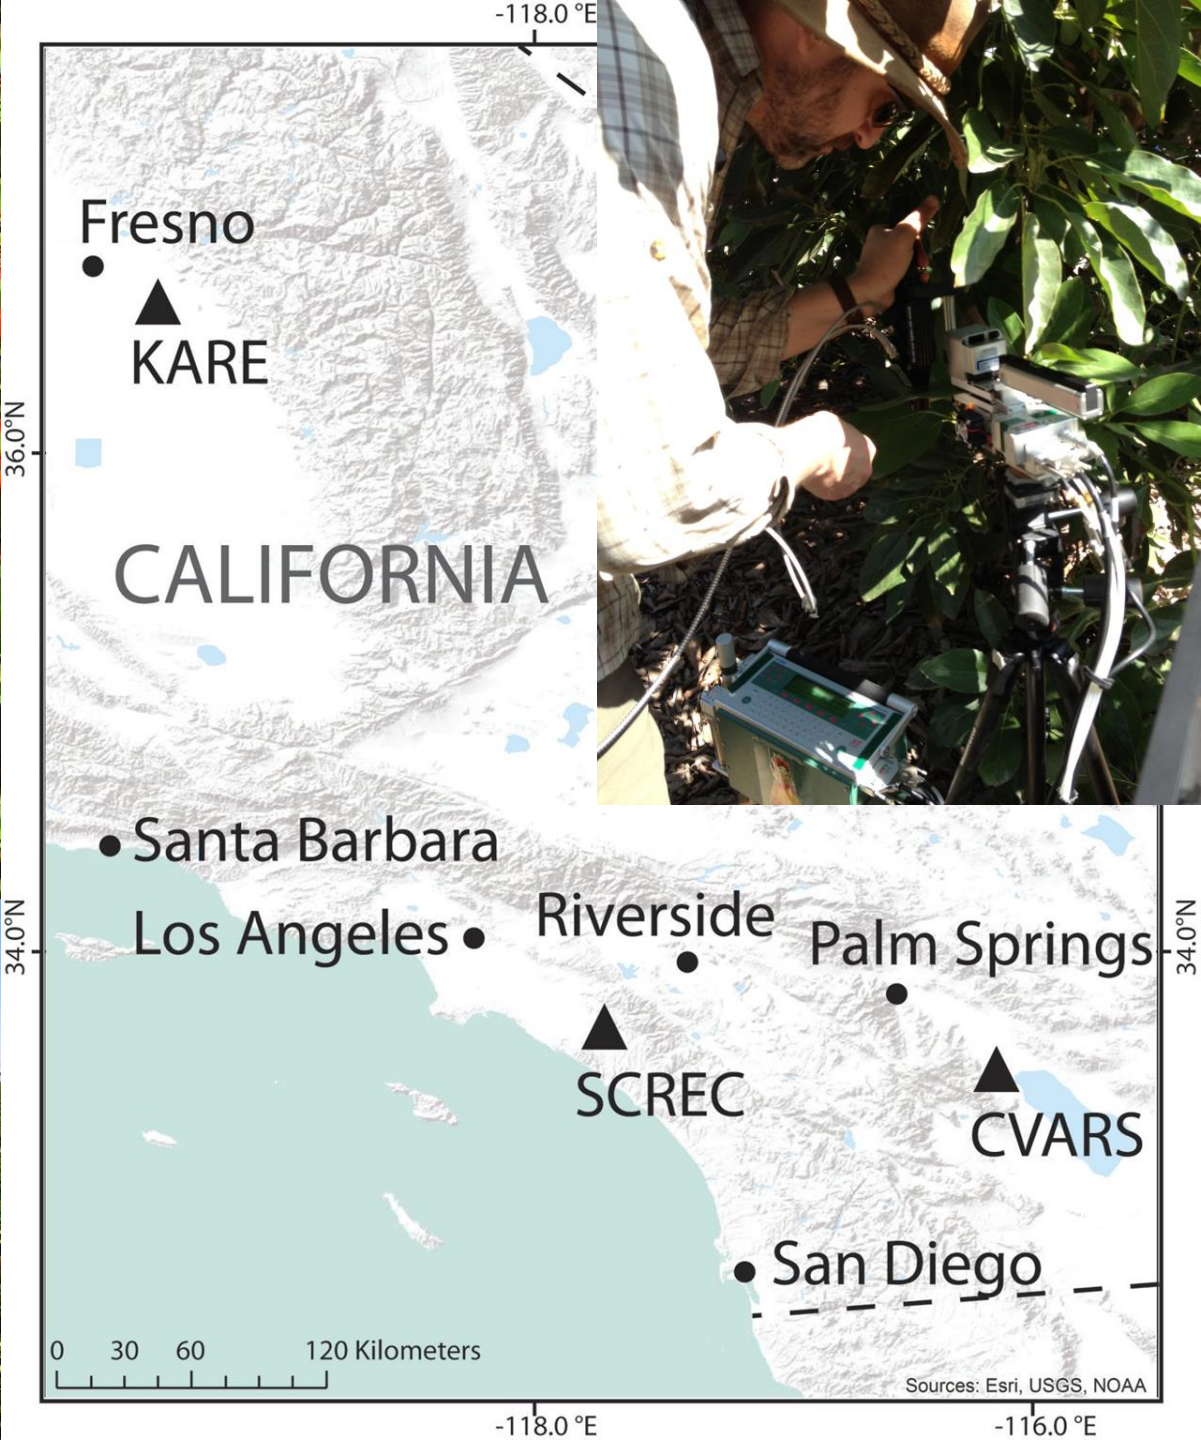 -118.0 °E
Fresno
KARE
36.0°N
CALIFORNIA
Santa Barbara
Riverside
Los Angeles
Palm Springs
34.0°N
34.0°N
SCREC
CVARS
San Diego
0 30 60 120 Kilometers
Sources: Esri, USGS, NOAA
-118.0 °E
-116.0 °E